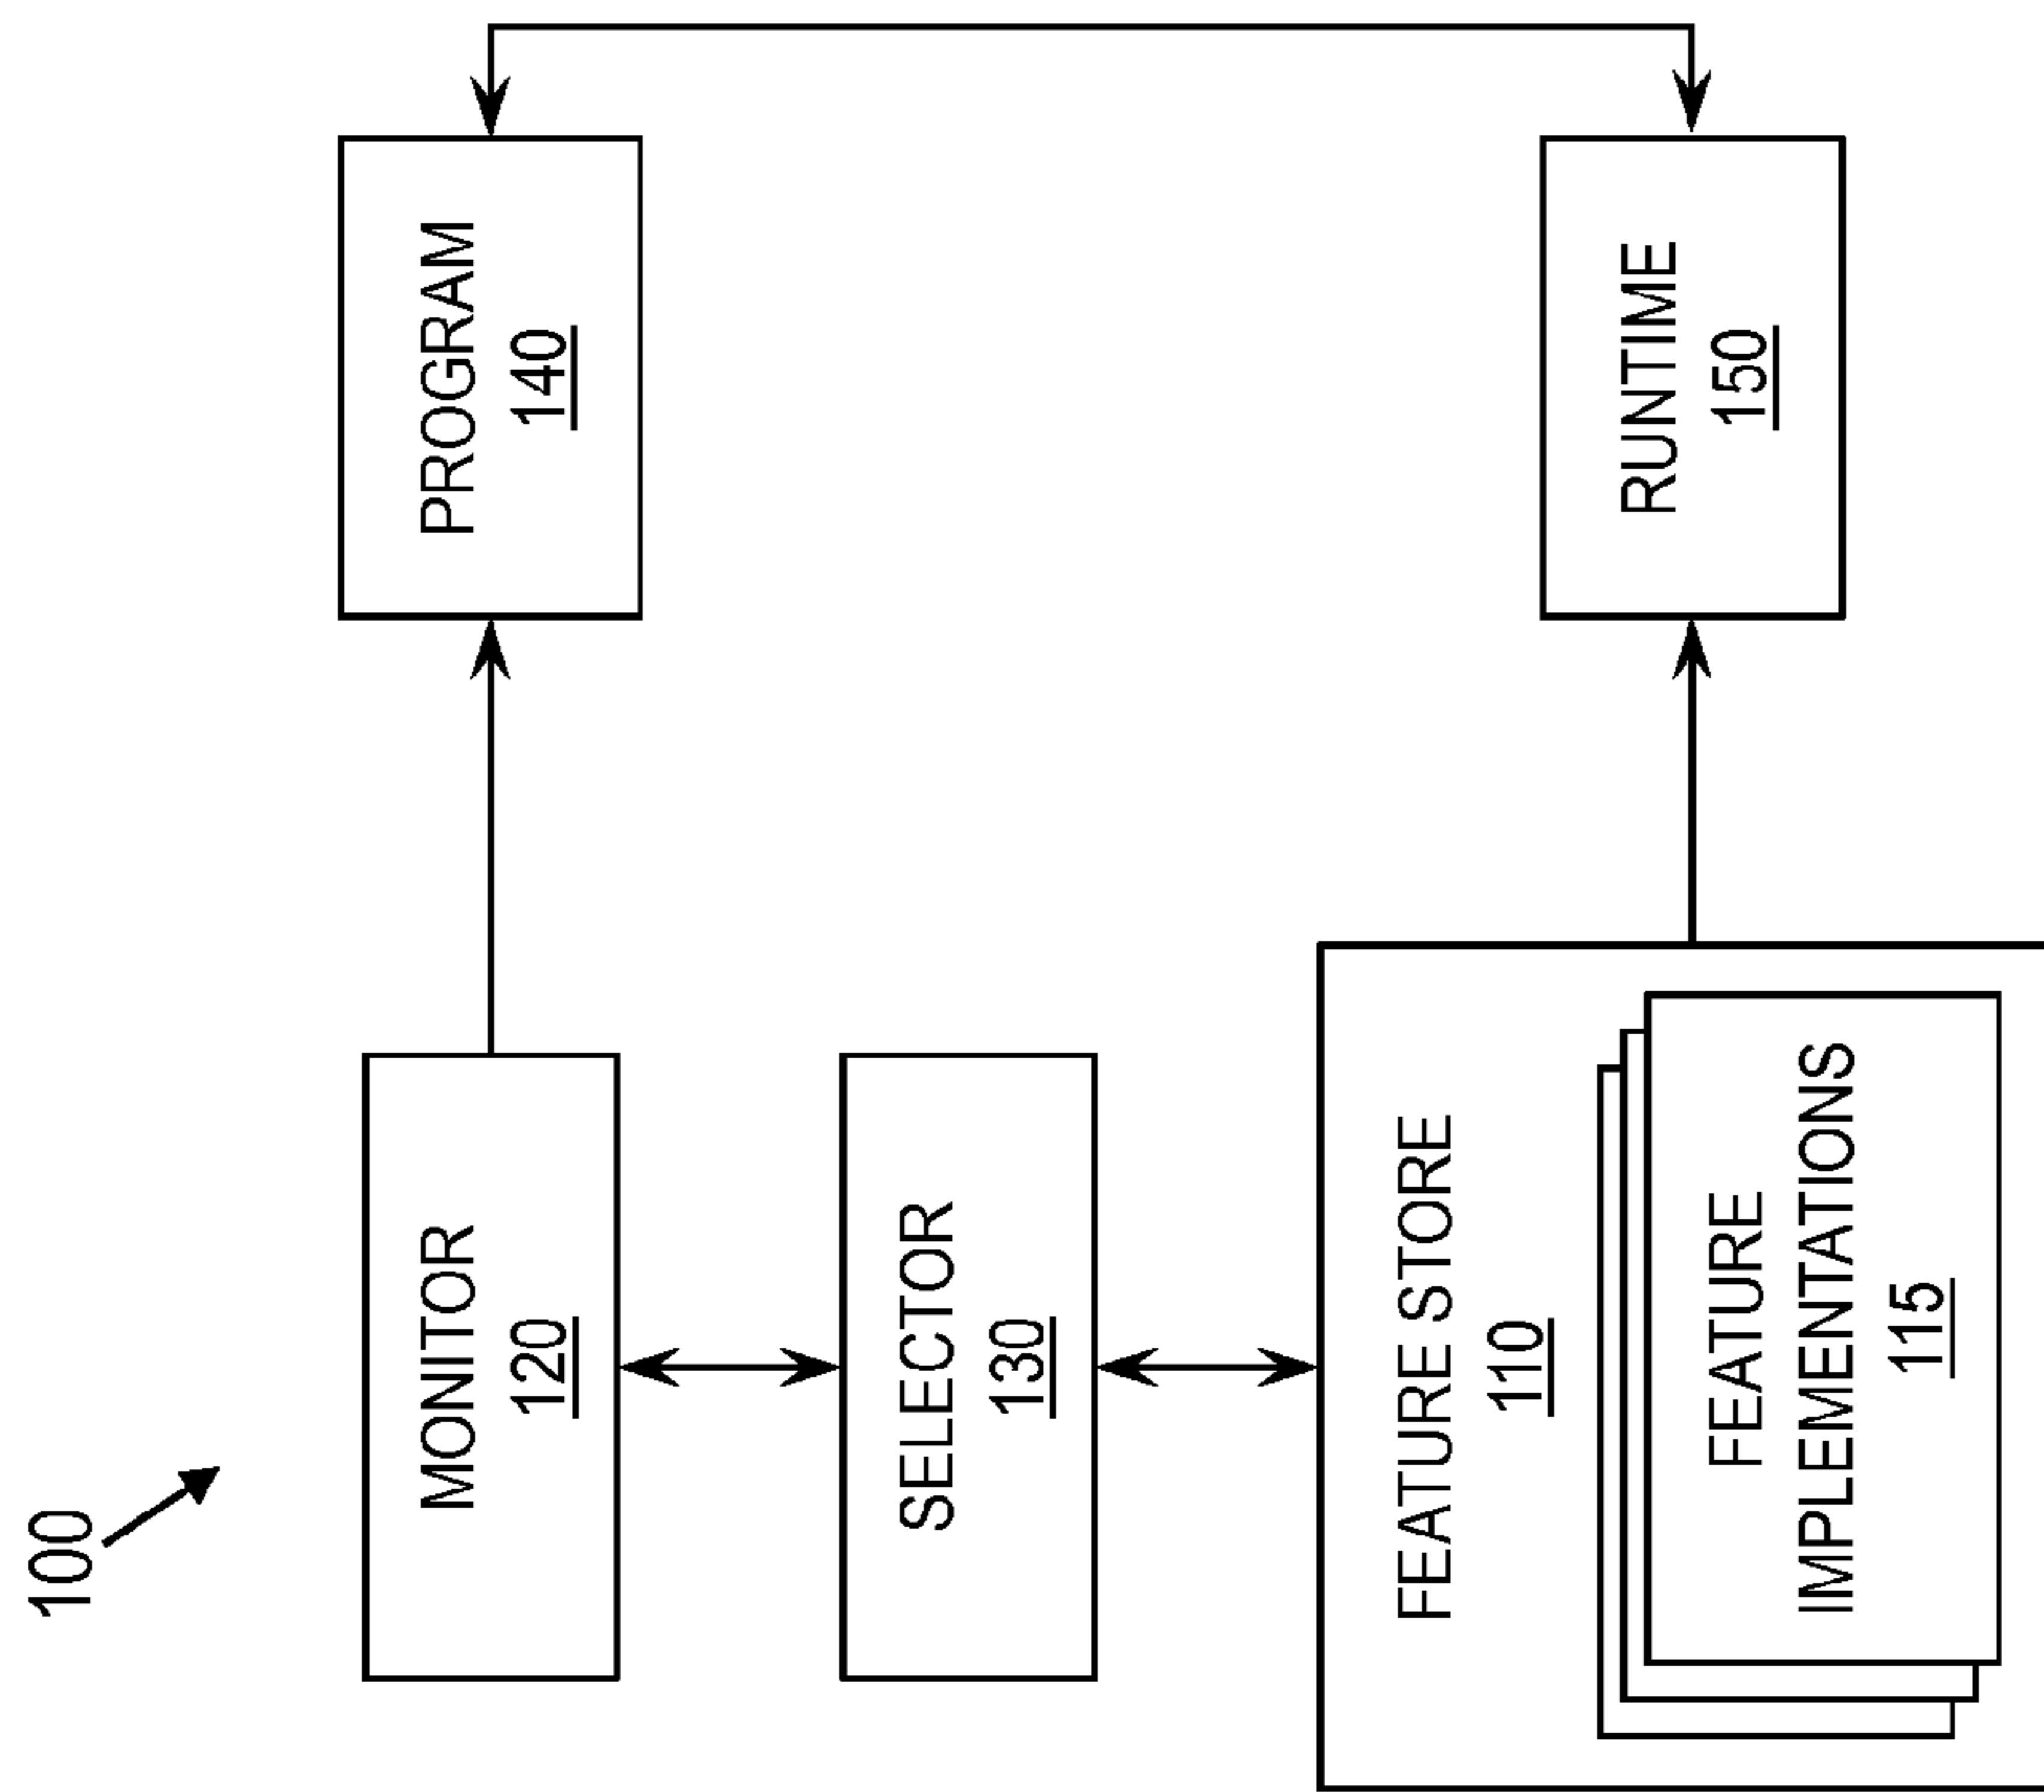 100
MONITOR
120
PROGRAM
140
SELECTOR
130
FEATURE STORE
110
FEATURE
IMPLEMENTATIONS
115
RUNTIME
150